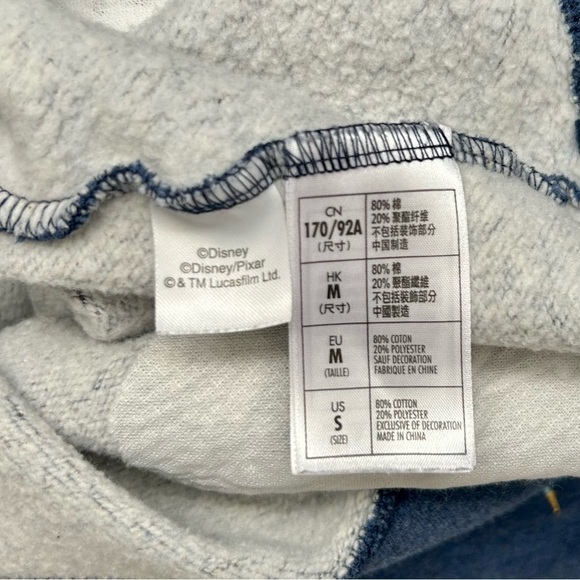 ©Disney
©Disney/Pixar
© & TM Lucasfilm Ltd.
CN
170/92A
(尺寸)
80% 棉
20% 聚酯纤维
不包括装饰部分
中国制造
HK
M
(尺寸)
80% 棉
20% 聚酯纖維
不包括裝飾部分
中國製造
EU
M
(TAILLE)
80% COTON
20% POLYESTER
SAUF DECORATION
FABRIQUE EN CHINE
US
S
(SIZE)
80% COTTON
20% POLYESTER
EXCLUSIVE OF DECORATION
MADE IN CHINA